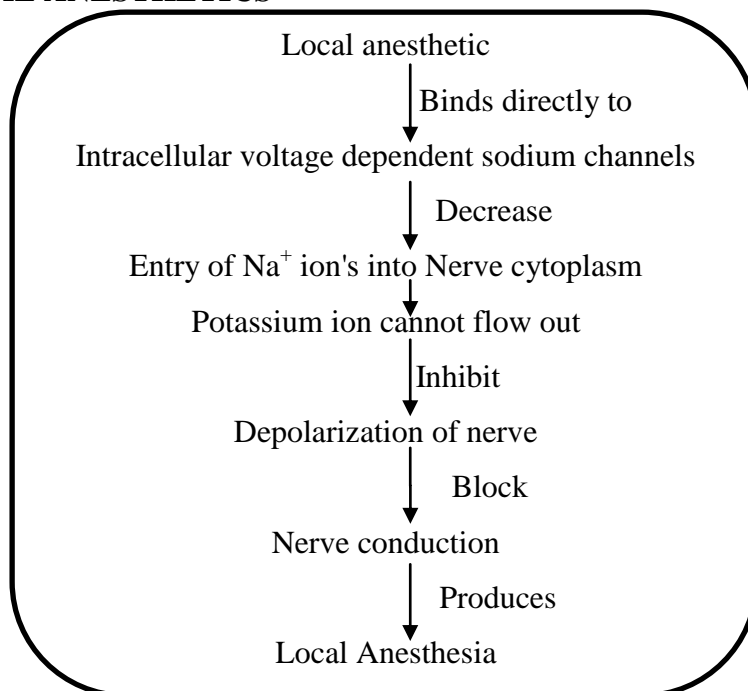 Local anesthetic
Binds directly to
Intracellular voltage dependent sodium channels
Decrease
Entry of Na⁺ ion's into Nerve cytoplasm
Potassium ion cannot flow out
Inhibit
Depolarization of nerve
Block
Nerve conduction
Produces
Local Anesthesia